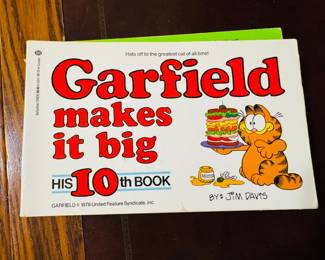 Hats off to the greatest cat of all time!
Garfield
makes
it big
HIS 10th BOOK
BY: JIM DAVIS
GARFIELD: © 1978 United Feature Syndicate, Inc.